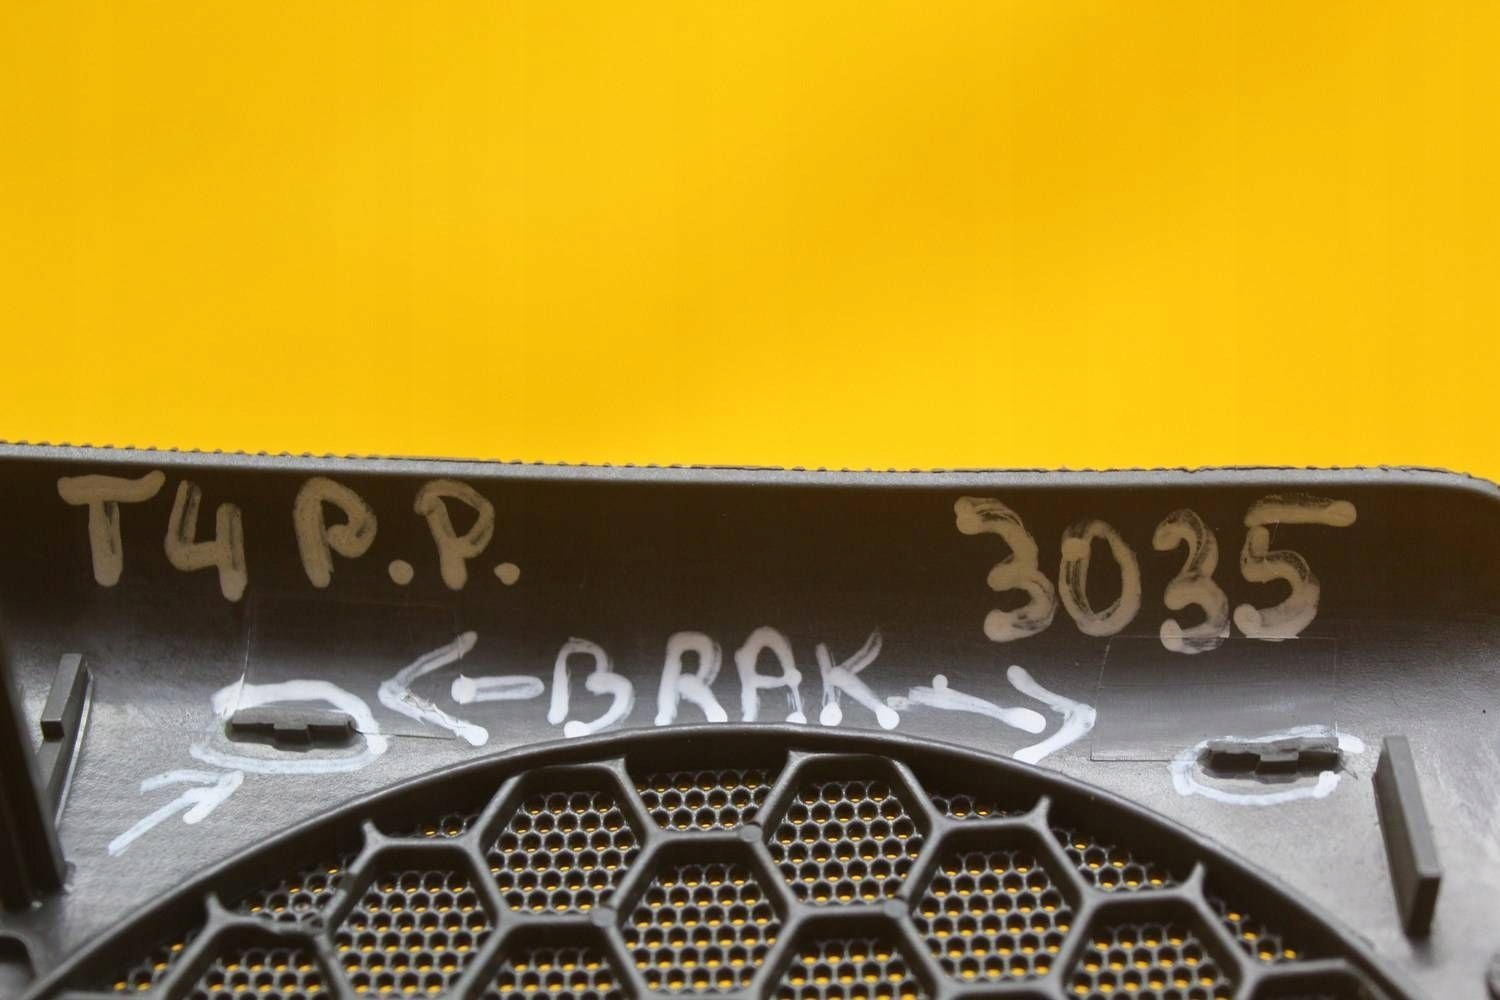 T4 P.P. 3035
<-BRAK->